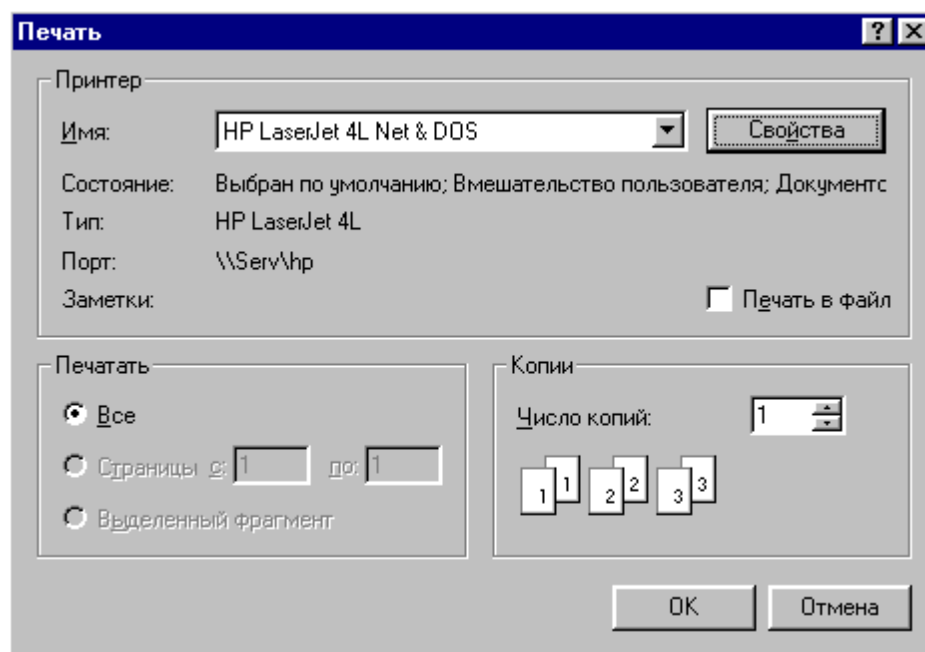 Печать
Принтер
Имя: HP LaserJet 4L Net & DOS Свойства
Состояние: Выбран по умолчанию; Вмешательство пользователя; Документс
Тип: HP LaserJet 4L
Порт: \\Serv\hp
Заметки: Печать в файл
Печатать
Все
Страницы с: 1 по: 1
Выделенный фрагмент
Копии
Число копий: 1
1 1 2 2 3 3
OK Отмена